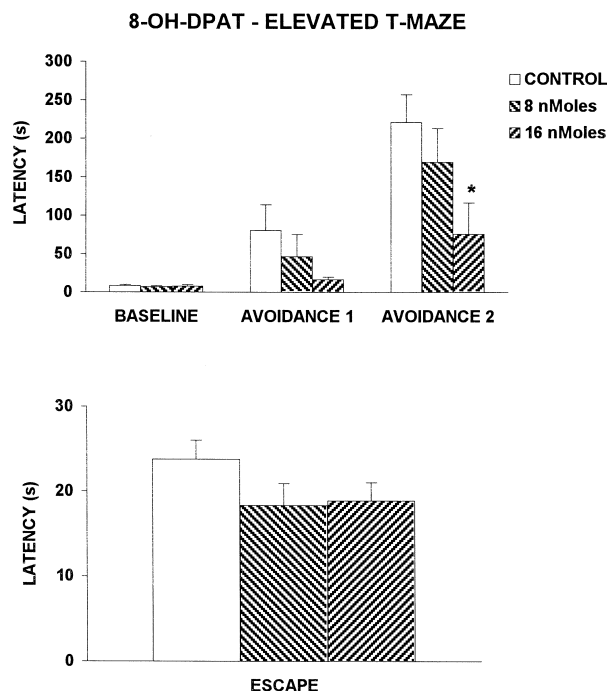 8-OH-DPAT - ELEVATED T-MAZE
LATENCY (s)
300
250
200
150
100
50
0
CONTROL
8 nMoles
16 nMoles
*
BASELINE
AVOIDANCE 1
AVOIDANCE 2
LATENCY (s)
30
20
10
0
ESCAPE